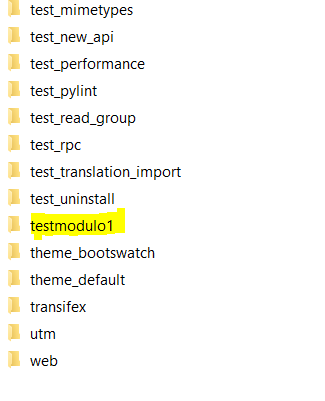 test_mimetypes
test_new_api
test_performance
test_pylint
test_read_group
test_rpc
test_translation_import
test_uninstall
testmodulo1
theme_bootswatch
theme_default
transifex
utm
web